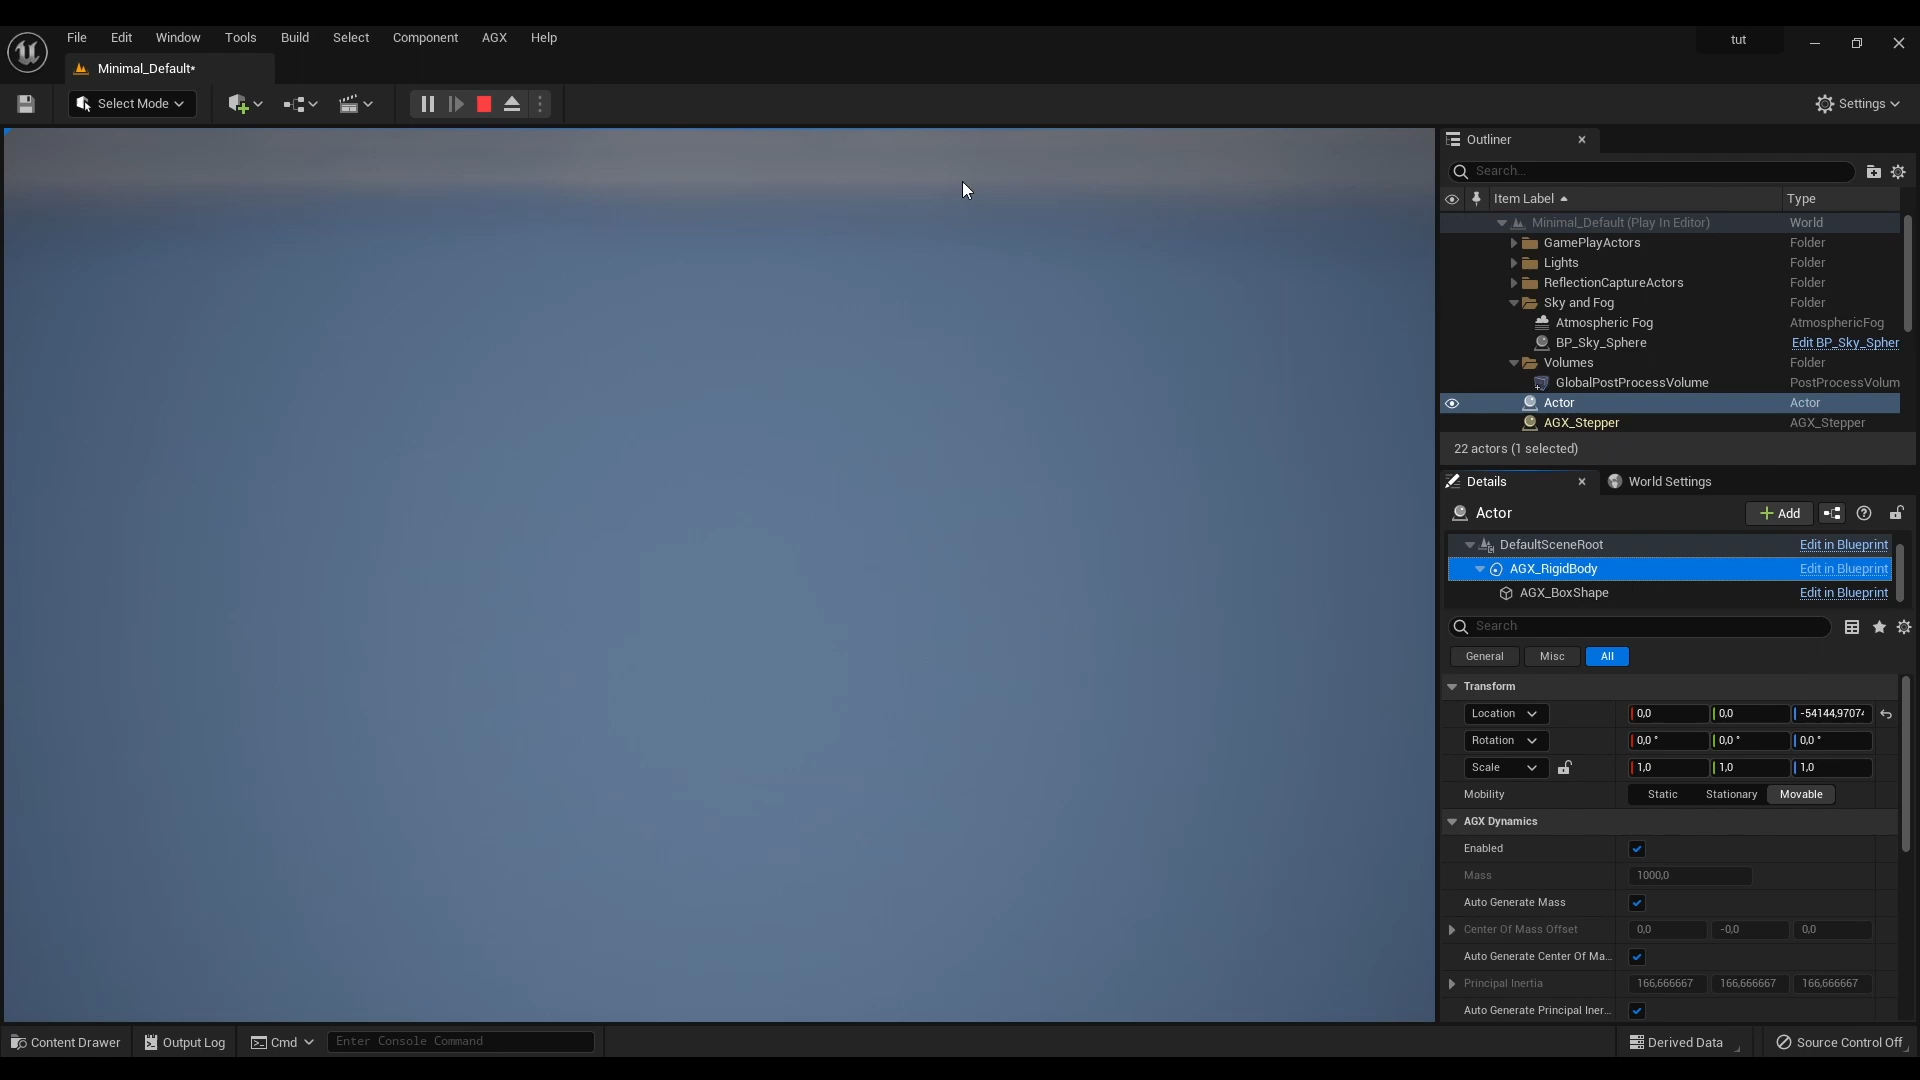 File Edit Window Tools Build Select Component AGX Help
tut
Minimal_Default*
Select Mode
Settings
Outliner
Search...
Item Label Type
Minimal_Default (Play In Editor) World
GamePlayActors Folder
Lights Folder
ReflectionCaptureActors Folder
Sky and Fog Folder
Atmospheric Fog AtmosphericFog
BP_Sky_Sphere Edit BP_Sky_Spher
Volumes Folder
GlobalPostProcessVolume PostProcessVolum
Actor Actor
AGX_Stepper AGX_Stepper
22 actors (1 selected)
Details World Settings
Actor Add
DefaultSceneRoot Edit in Blueprint
AGX_RigidBody Edit in Blueprint
AGX_BoxShape Edit in Blueprint
Search
General Misc All
Transform
Location 0,0 0,0 -54144,9707
Rotation 0,0 ° 0,0 ° 0,0 °
Scale 1,0 1,0 1,0
Mobility Static Stationary Movable
AGX Dynamics
Enabled
Mass 1000,0
Auto Generate Mass
Center Of Mass Offset 0,0 -0,0 0,0
Auto Generate Center Of Ma...
Principal Inertia 166,666667 166,666667 166,666667
Auto Generate Principal Iner...
Content Drawer Output Log Cmd Enter Console Command Derived Data Source Control Off